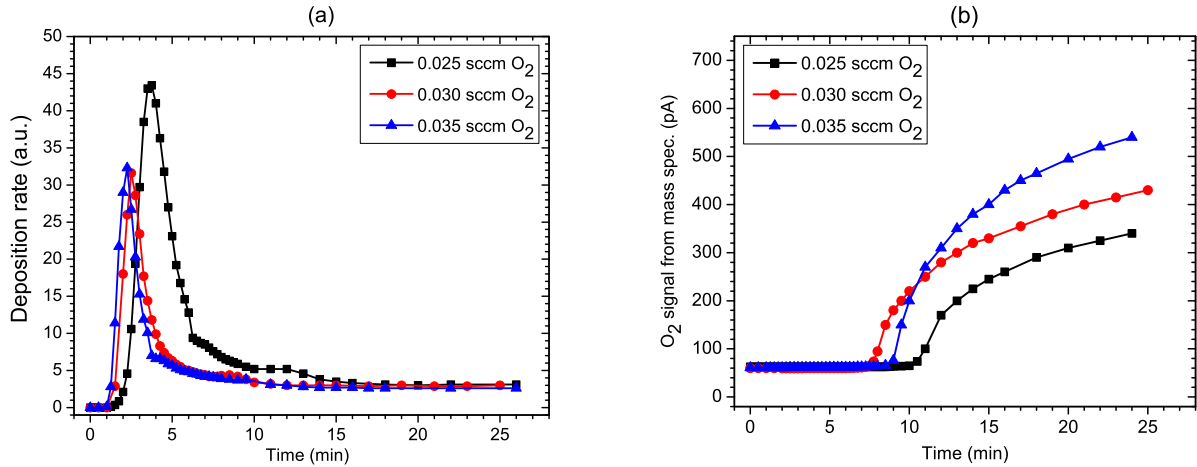 (a)
50
45
40
35
30
25
20
15
10
5
0
0 5 10 15 20 25
Deposition rate (a.u.)
Time (min)
0.025 sccm O2
0.030 sccm O2
0.035 sccm O2
(b)
700
600
500
400
300
200
100
0
0 5 10 15 20 25
O2 signal from mass spec. (pA)
Time (min)
0.025 sccm O2
0.030 sccm O2
0.035 sccm O2